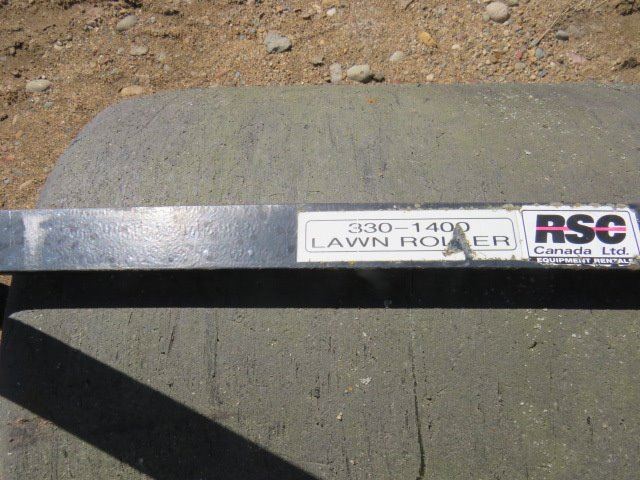 330-1400
LAWN ROLLER
RSC
Canada Ltd.
EQUIPMENT RENTALS